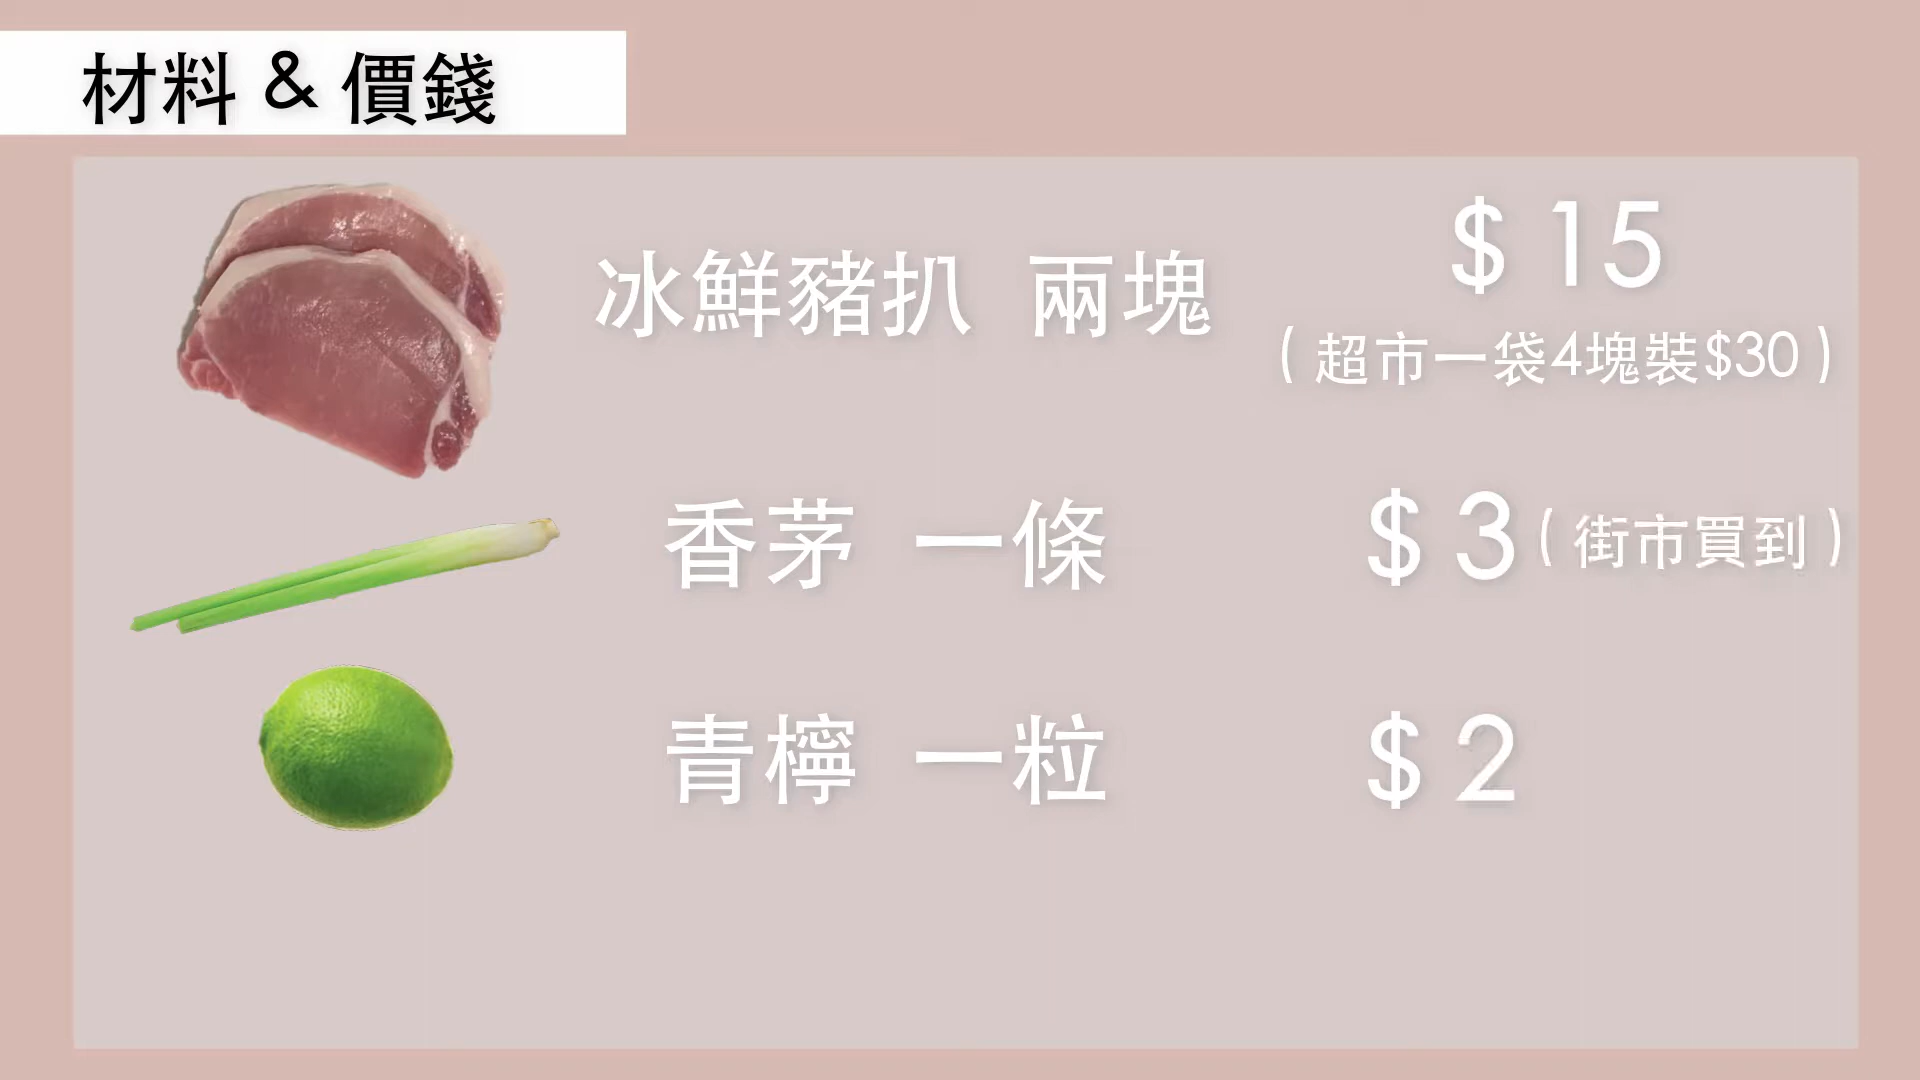 材料 & 價錢
冰鮮豬扒 兩塊 $ 15
(超市一袋4塊裝$30)
香茅 一條 $ 3(街市買到)
青檸 一粒 $ 2